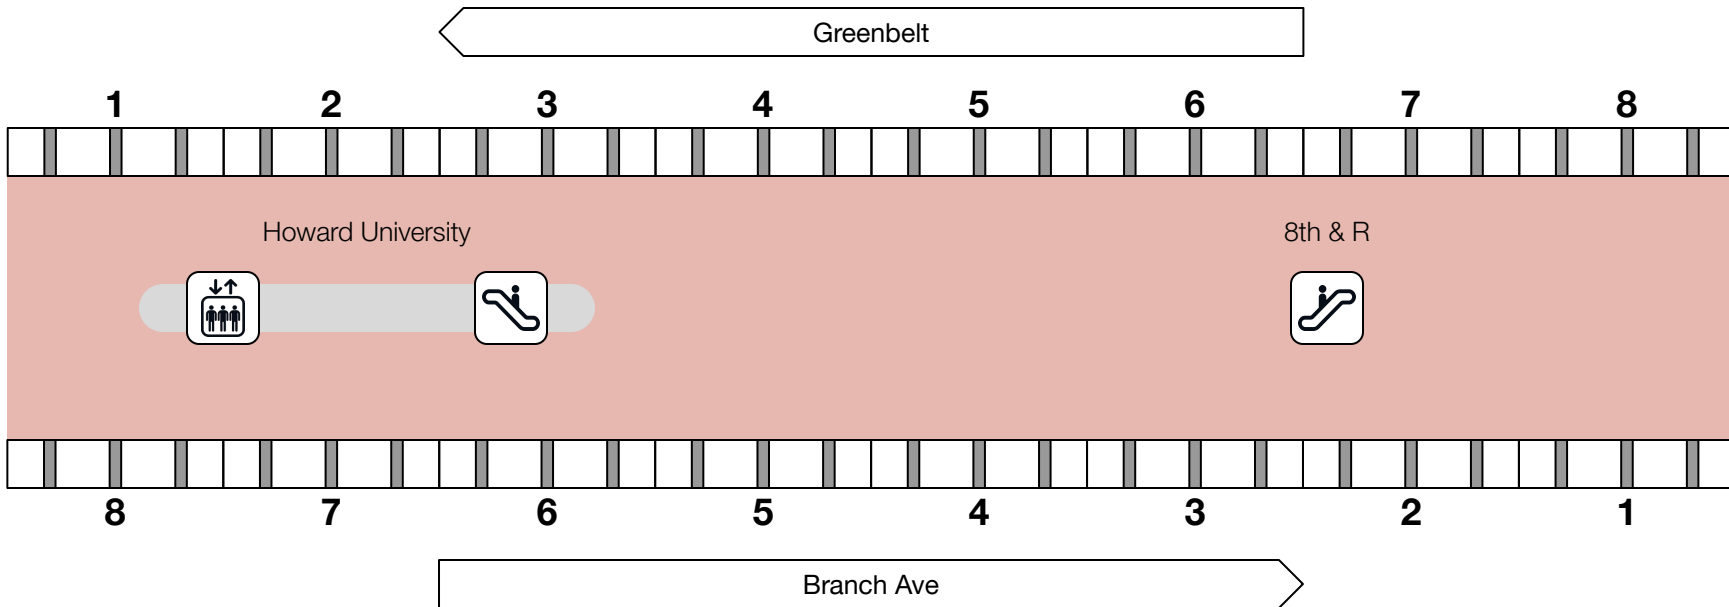 Greenbelt
1 2 3 4 5 6 7 8
Howard University 8th & R
8 7 6 5 4 3 2 1
Branch Ave